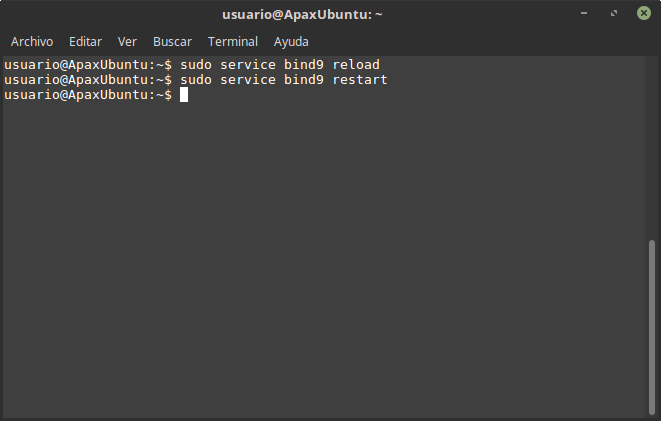 usuario@ApaxUbuntu: ~
Archivo Editar Ver Buscar Terminal Ayuda
usuario@ApaxUbuntu:~$ sudo service bind9 reload
usuario@ApaxUbuntu:~$ sudo service bind9 restart
usuario@ApaxUbuntu:~$